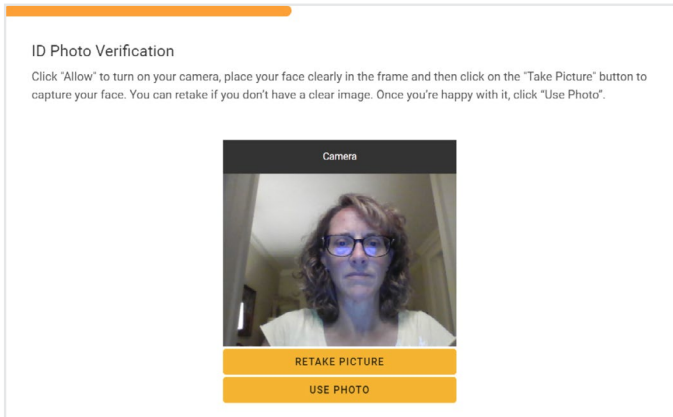 ID Photo Verification
Click "Allow" to turn on your camera, place your face clearly in the frame and then click on the "Take Picture" button to
capture your face. You can retake if you don't have a clear image. Once you're happy with it, click “Use Photo”.
Camera
RETAKE PICTURE
USE PHOTO